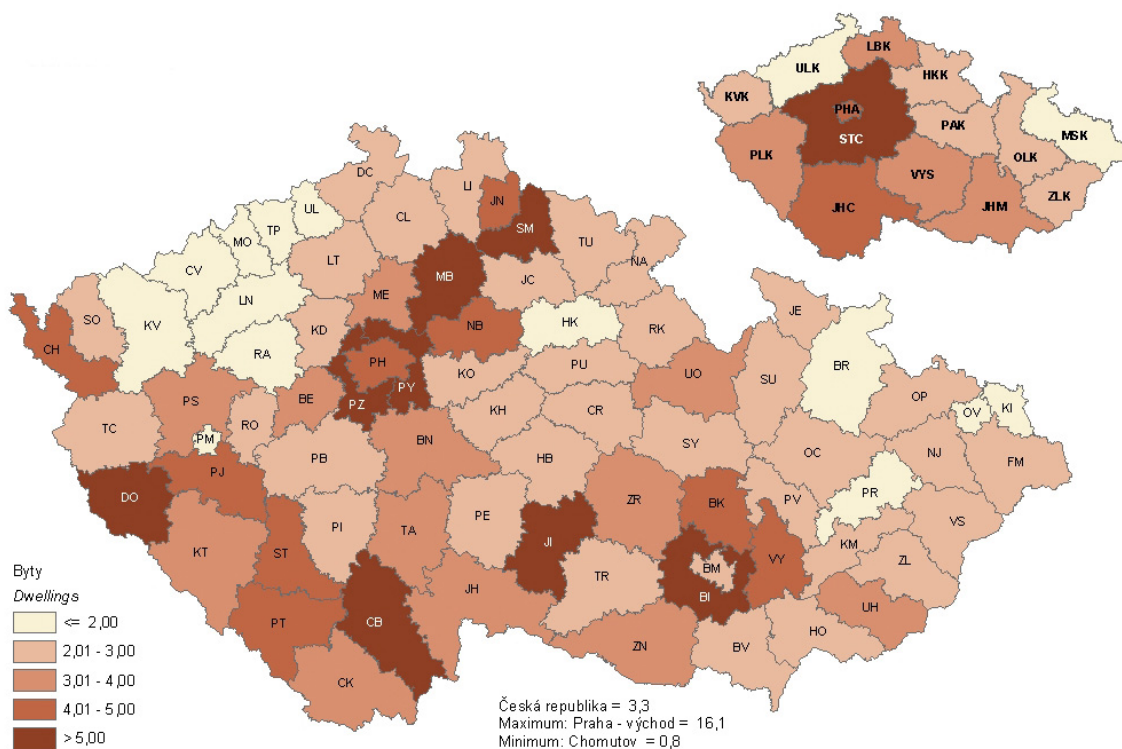 LBK
ULK
HKK
KVK
PHA
PAK
MSK
STC
PLK
OLK
VYS
ZLK
JHC
JHM
DC
LI
JN
UL
CL
SM
TP
MO
TU
LT
CV
NA
MB
JC
ME
LN
JE
SO
KV
KD
NB
HK
RK
CH
RA
PH
PU
BR
PY
KO
UO
SU
OP
KI
PS
BE
PZ
OV
TC
RO
KH
CR
PM
BN
SY
OC
NJ
FM
PB
HB
PJ
DO
ZR
PR
BK
PV
PI
PE
TA
VS
JI
KT
ST
KM
VY
ZL
BM
TR
JH
BI
PT
CB
UH
HO
ZN
BV
CK
Byty
Dwellings
<= 2,00
2,01 - 3,00
3,01 - 4,00
4,01 - 5,00
> 5,00
Česká republika = 3,3
Maximum: Praha - východ = 16,1
Minimum: Chomutov = 0,8